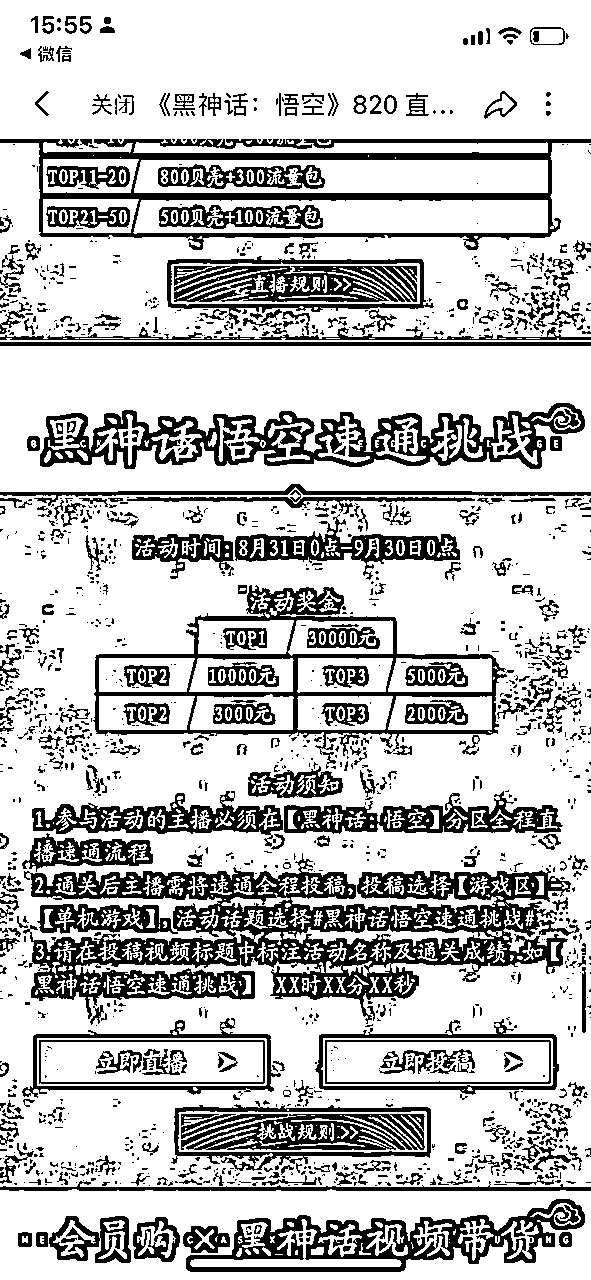 15:55
微信
关闭 《黑神话：悟空》820 直...
TOP11-20 800贝壳+300流量包
TOP21-50 500贝壳+100流量包
直播规则 >>
黑神话悟空速通挑战
活动时间：8月31日0点-9月30日0点
活动奖金
TOP1 30000元
TOP2 10000元 TOP3 5000元
TOP2 3000元 TOP3 2000元
活动须知
1.参与活动的主播必须在【黑神话：悟空】分区全程直
播速通流程
2.通关后主播需将速通全程投稿，投稿选择【游戏区】-
【单机游戏】，活动话题选择#黑神话悟空速通挑战#
3.请在投稿视频标题中标注活动名称及通关成绩，如【
黑神话悟空速通挑战】 XX时XX分XX秒
立即直播 > 立即投稿 >
挑战规则 >>
会员购 × 黑神话视频带货